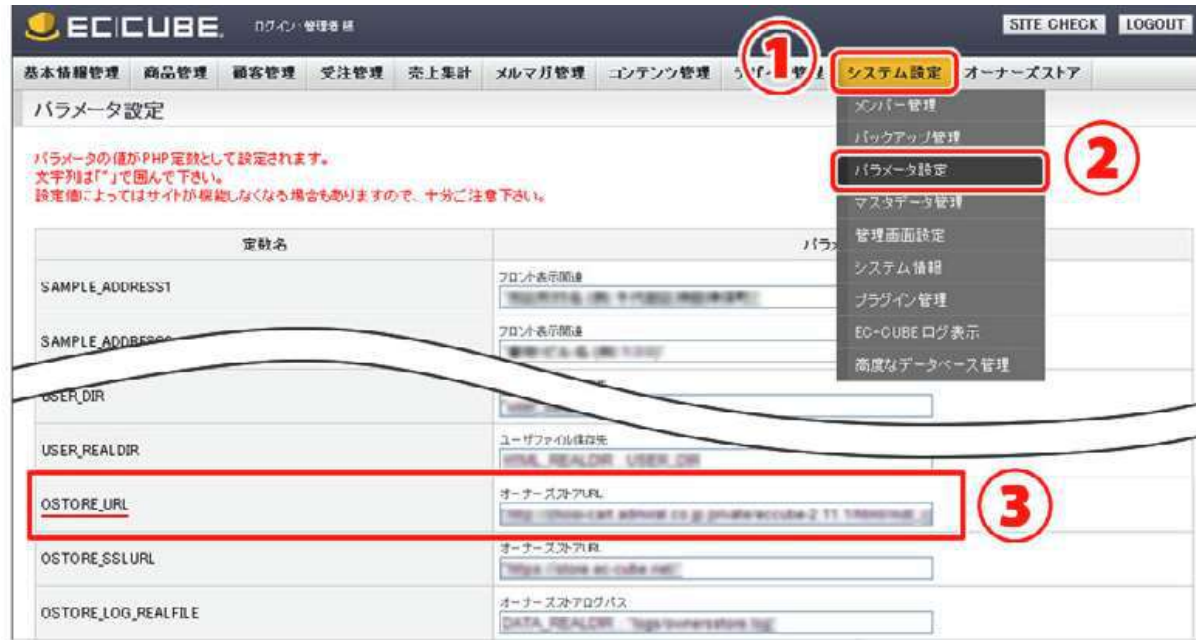 EC CUBE.
ログイン・管理者 様
SITE CHECK
LOGOUT
①
基本情報管理 商品管理 顧客管理 受注管理 売上集計 メルマガ管理 コンテンツ管理 管理 システム設定 オーナーズストア
パラメータ設定
メンバー管理
バックアップ管理
②
パラメータ設定
マスタデータ管理
管理画面設定
システム情報
プラグイン管理
EC-CUBE ログ表示
高度なデータベース管理
パラメータの値がPHP定数として設定されます。
文字列は「"」で囲んで下さい。
設定値によってはサイトが機能しなくなる場合もありますので、十分ご注意下さい。
定数名
SAMPLE_ADDRESS1
フロント表示関連
フロント表示関連
USER_DIR
USER_REALDIR
ユーザファイル保存先
HTML_REALDIR . USER_DIR
OSTORE_URL
オーナーズストアURL
③
OSTORE_SSLURL
オーナーズストアURL
OSTORE_LOG_REALFILE
オーナーズストアログパス